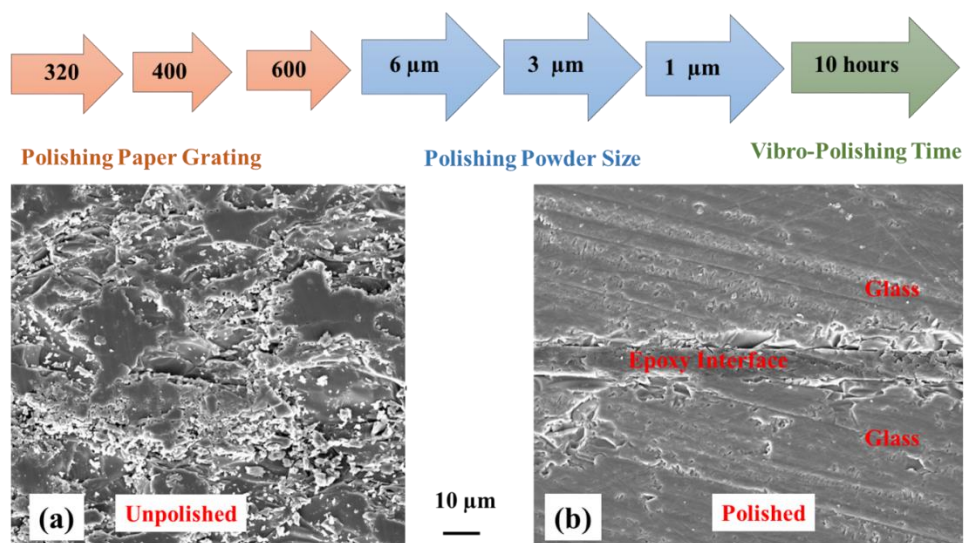 320 400 600 6 µm 3 µm 1 µm 10 hours
Polishing Paper Grating Polishing Powder Size Vibro-Polishing Time
Glass
Epoxy Interface
Glass
(a) Unpolished 10 µm (b) Polished